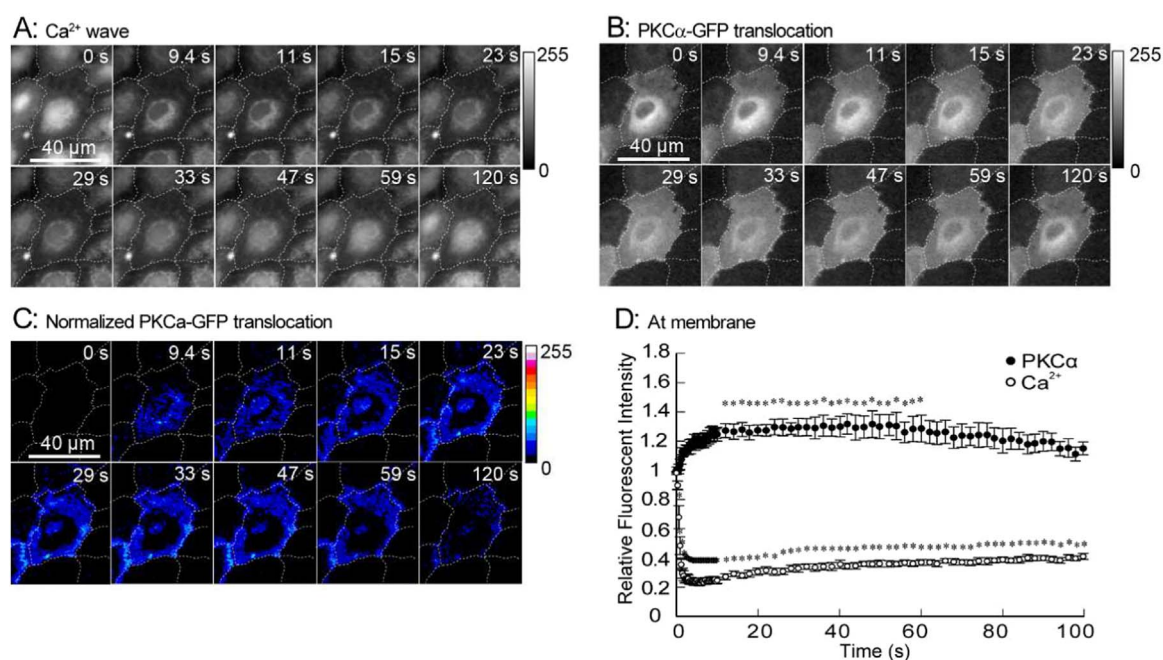 A: Ca²⁺ wave
0 s 9.4 s 11 s 15 s 23 s
255
0
40 μm
29 s 33 s 47 s 59 s 120 s
B: PKCα-GFP translocation
0 s 9.4 s 11 s 15 s 23 s
255
0
40 μm
29 s 33 s 47 s 59 s 120 s
C: Normalized PKCa-GFP translocation
0 s 9.4 s 11 s 15 s 23 s
255
0
40 μm
29 s 33 s 47 s 59 s 120 s
D: At membrane
Relative Fluorescent Intensity
1.8
1.6
1.4
1.2
1
0.8
0.6
0.4
0.2
0
PKCα
Ca²⁺
0 20 40 60 80 100
Time (s)